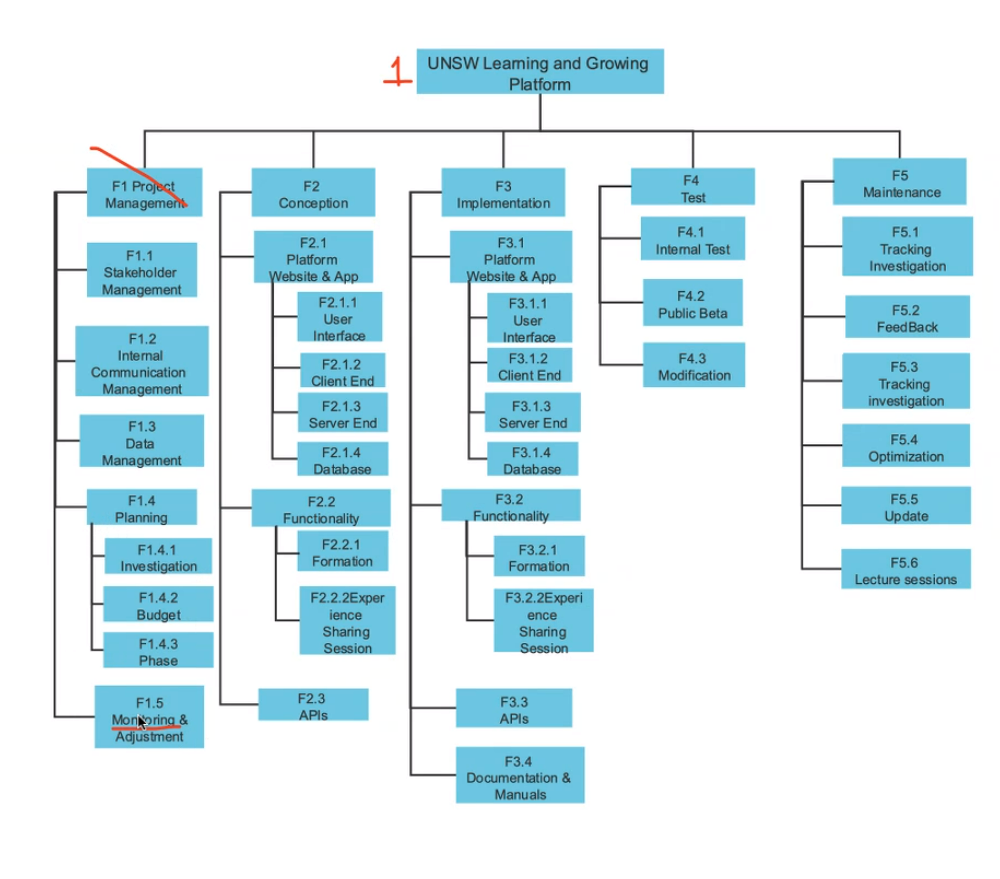 1
UNSW Learning and Growing
Platform
F1 Project
Management
F1.1
Stakeholder
Management
F1.2
Internal
Communication
Management
F1.3
Data
Management
F1.4
Planning
F1.4.1
Investigation
F1.4.2
Budget
F1.4.3
Phase
F1.5
Monitoring &
Adjustment
F2
Conception
F2.1
Platform
Website & App
F2.1.1
User
Interface
F2.1.2
Client End
F2.1.3
Server End
F2.1.4
Database
F2.2
Functionality
F2.2.1
Formation
F2.2.2Exper
ience
Sharing
Session
F2.3
APIs
F3
Implementation
F3.1
Platform
Website & App
F3.1.1
User
Interface
F3.1.2
Client End
F3.1.3
Server End
F3.1.4
Database
F3.2
Functionality
F3.2.1
Formation
F3.2.2Experi
ence
Sharing
Session
F3.3
APIs
F3.4
Documentation &
Manuals
F4
Test
F4.1
Internal Test
F4.2
Public Beta
F4.3
Modification
F5
Maintenance
F5.1
Tracking
Investigation
F5.2
FeedBack
F5.3
Tracking
investigation
F5.4
Optimization
F5.5
Update
F5.6
Lecture sessions